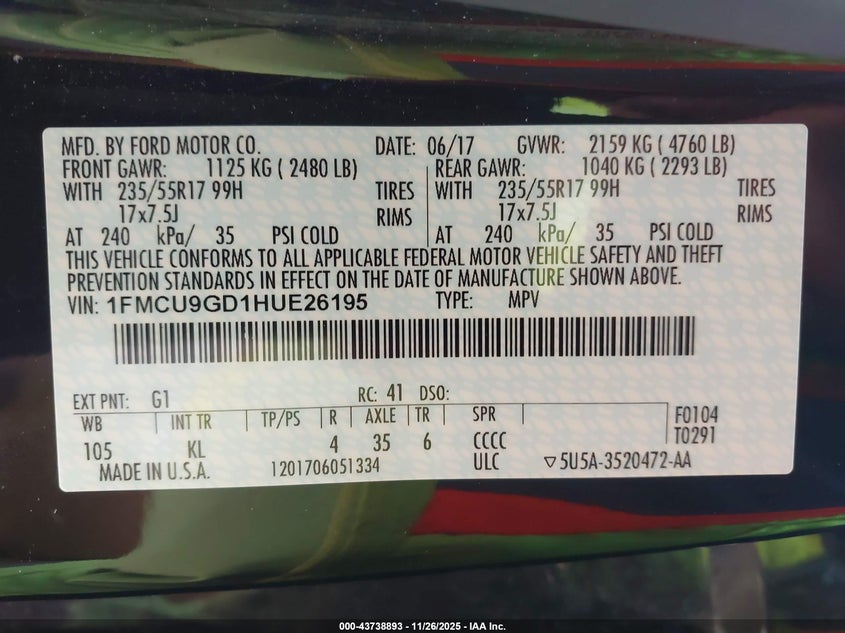 MFD. BY FORD MOTOR CO. DATE: 06/17 GVWR: 2159 KG ( 4760 LB)
FRONT GAWR: 1125 KG ( 2480 LB) REAR GAWR: 1040 KG ( 2293 LB)
WITH 235/55R17 99H TIRES WITH 235/55R17 99H TIRES
17x7.5J RIMS 17x7.5J RIMS
AT 240 kPa/ 35 PSI COLD AT 240 kPa/ 35 PSI COLD
THIS VEHICLE CONFORMS TO ALL APPLICABLE FEDERAL MOTOR VEHICLE SAFETY AND THEFT
PREVENTION STANDARDS IN EFFECT ON THE DATE OF MANUFACTURE SHOWN ABOVE.
VIN: 1FMCU9GD1HUE26195 TYPE: MPV
EXT PNT: G1 RC: 41 DSO:
WB INT TR TP/PS R AXLE TR SPR F0104
105 KL 4 35 6 CCCC T0291
MADE IN U.S.A. 1201706051334 ULC ▽5U5A-3520472-AA
000-43738893 - 11/26/2025 - IAA Inc.